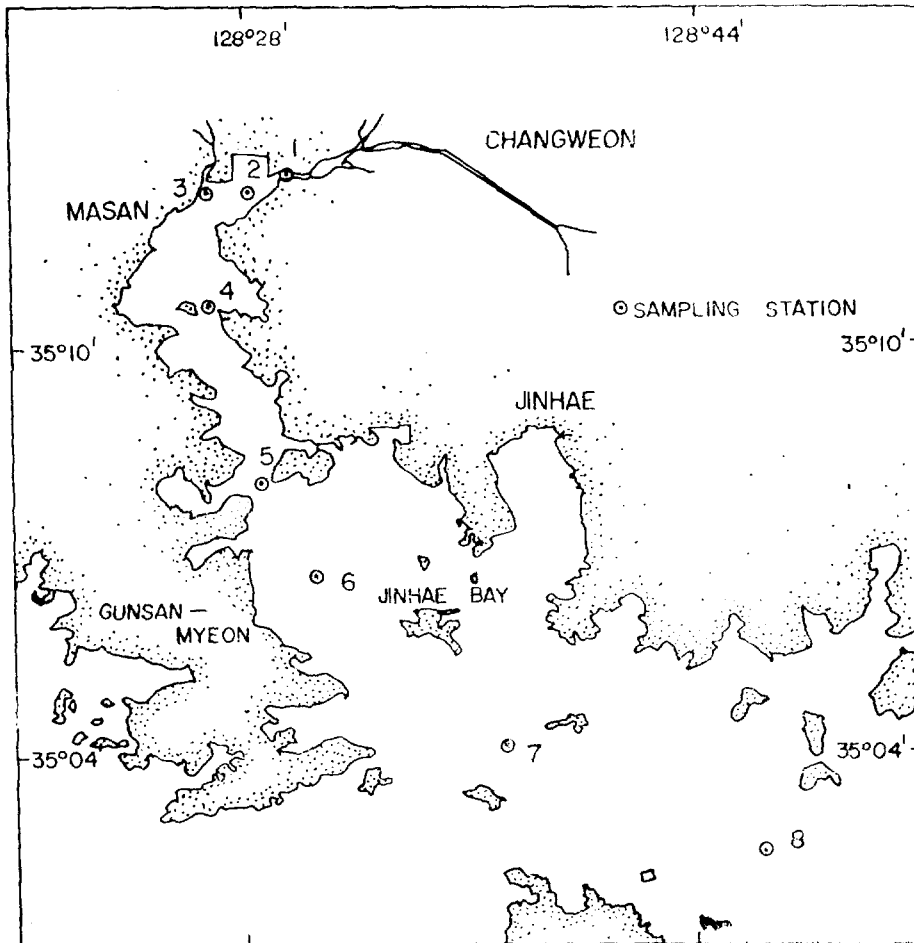 128°28'
128°44'
CHANGWEON
1
2
3
MASAN
4
SAMPLING STATION
35°10'
35°10'
JINHAE
5
6
JINHAE BAY
GUNSAN—
MYEON
7
35°04'
35°04'
8